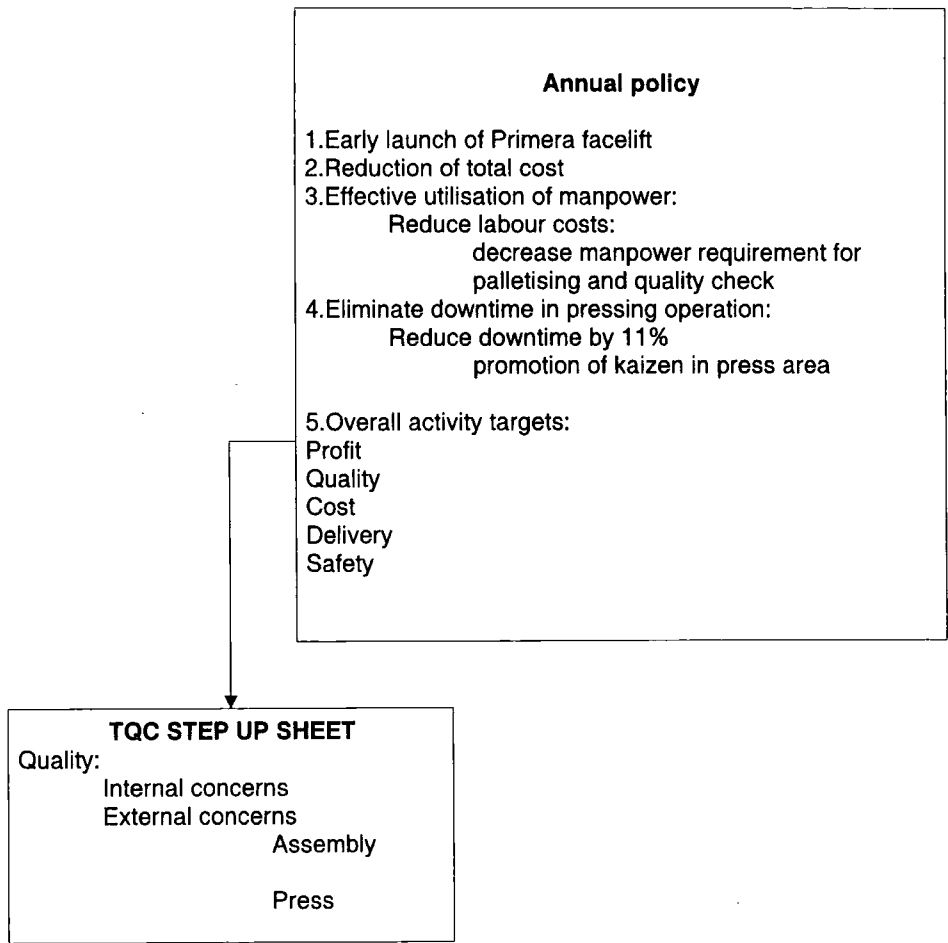 Annual policy
1.Early launch of Primera facelift
2.Reduction of total cost
3.Effective utilisation of manpower:
Reduce labour costs:
decrease manpower requirement for
palletising and quality check
4.Eliminate downtime in pressing operation:
Reduce downtime by 11%
promotion of kaizen in press area
5.Overall activity targets:
Profit
Quality
Cost
Delivery
Safety
TQC STEP UP SHEET
Quality:
Internal concerns
External concerns
Assembly
Press